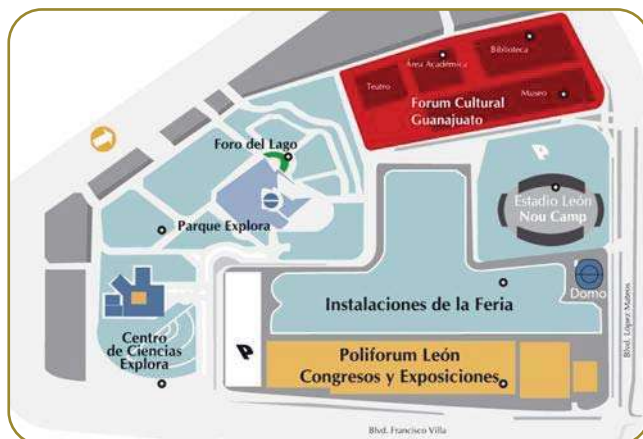 Biblioteca
Área Académica
Teatro
Museo
Forum Cultural
Guanajuato
Foro del Lago
P
Estadio León
Nou Camp
Parque Explora
Domo
Instalaciones de la Feria
Blvd. López Mateos
Centro
de Ciencias
Explora
P
Poliforum León
Congresos y Exposiciones
Blvd. Francisco Villa